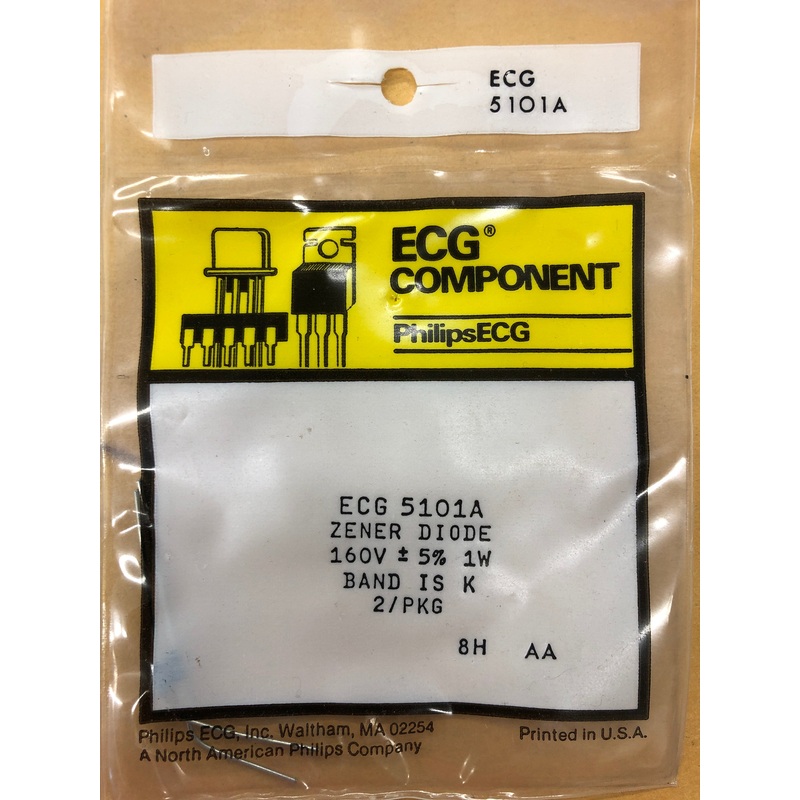 ECG
5101A
ECG®
COMPONENT
PhilipsECG
ECG 5101A
ZENER DIODE
160V ± 5% 1W
BAND IS K
2/PKG
8H AA
Philips ECG, Inc. Waltham, MA 02254
A North American Philips Company
Printed in U.S.A.